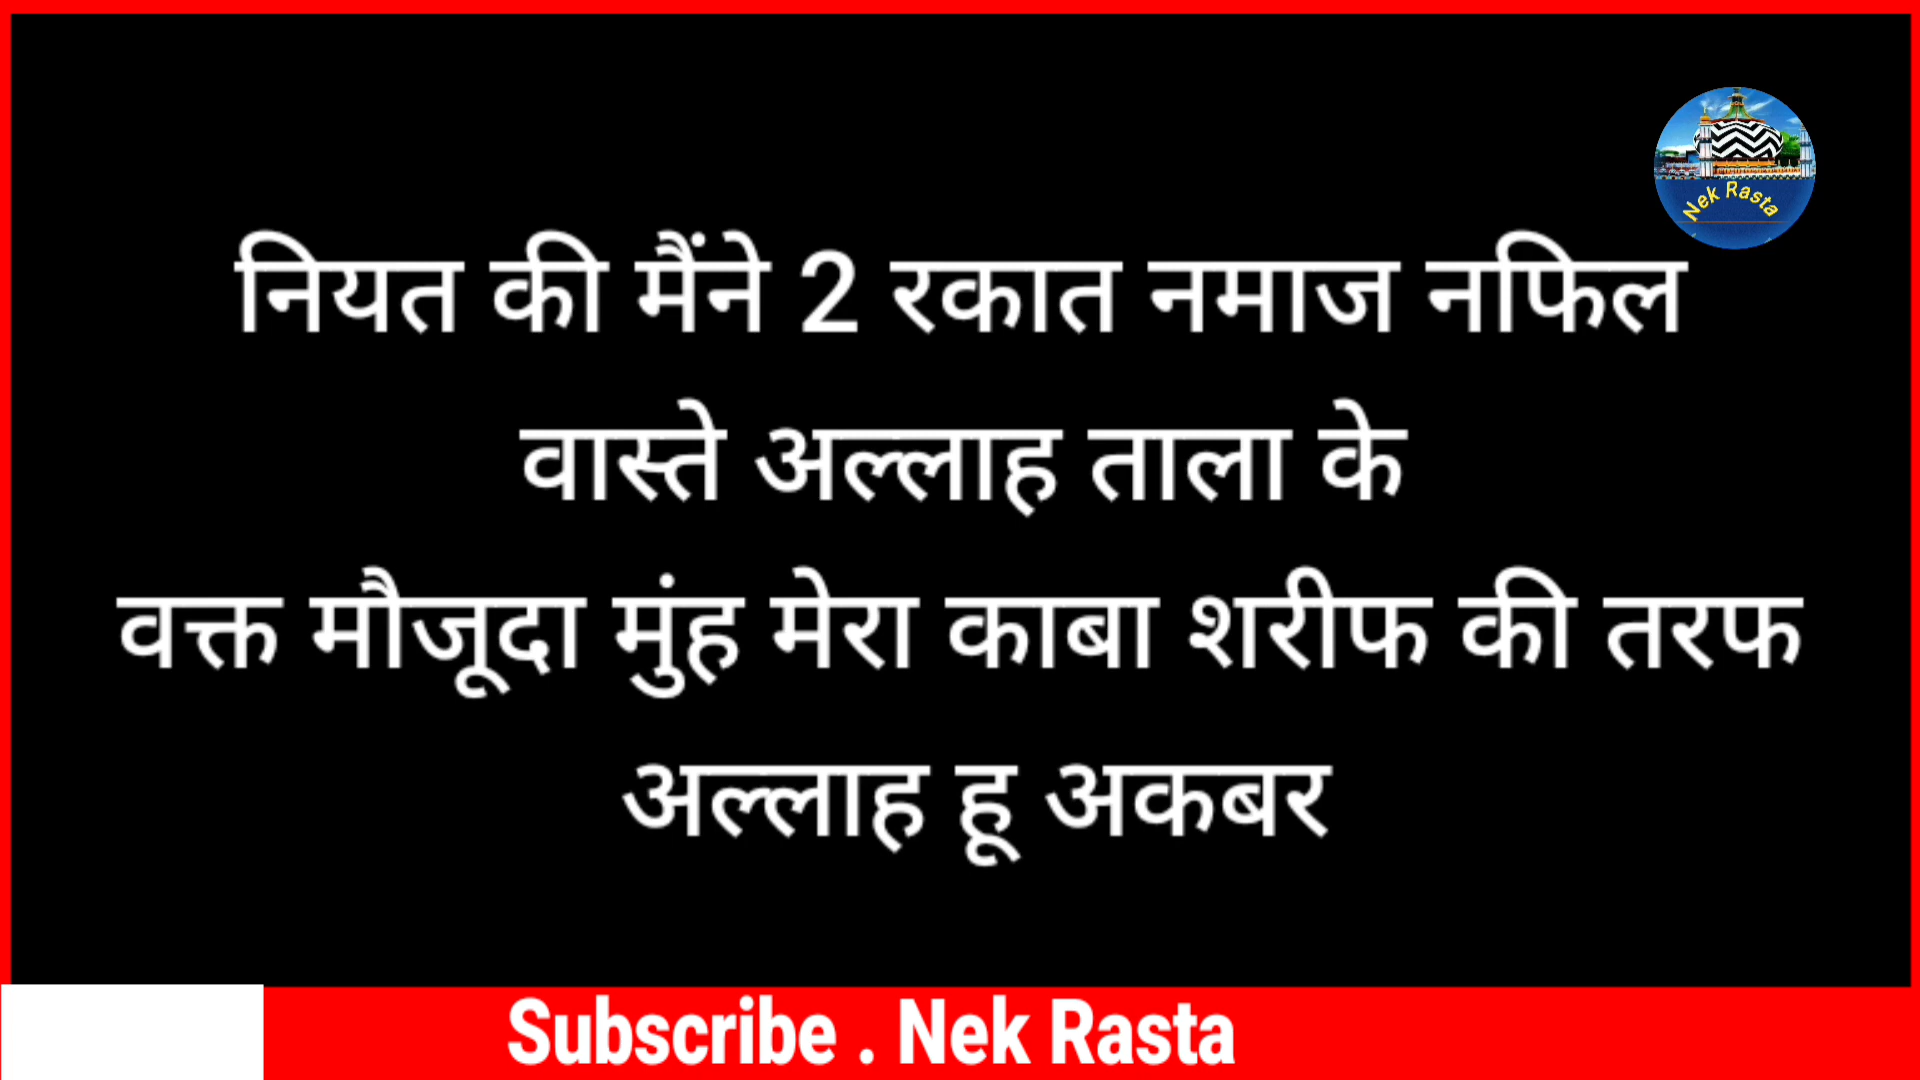 Nek Rasta
नियत की मैंने 2 रकात नमाज नफिल
वास्ते अल्लाह ताला के
वक्त मौजूदा मुंह मेरा काबा शरीफ की तरफ
अल्लाह हू अकबर
Subscribe . Nek Rasta